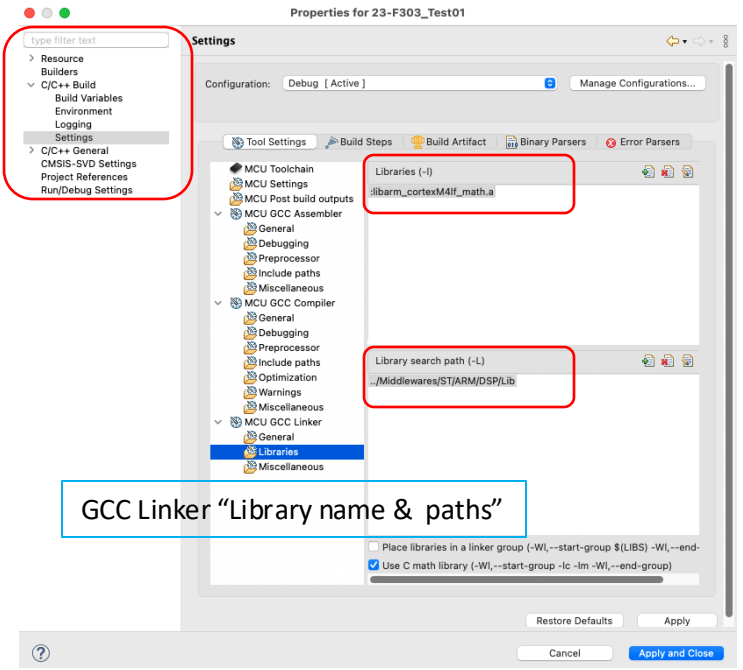 Properties for 23-F303_Test01
type filter text
Resource
Builders
C/C++ Build
Build Variables
Environment
Logging
Settings
C/C++ General
CMSIS-SVD Settings
Project References
Run/Debug Settings
Settings
Configuration:
Debug [ Active ]
Manage Configurations...
Tool Settings
Build Steps
Build Artifact
Binary Parsers
Error Parsers
MCU Toolchain
MCU Settings
MCU Post build outputs
MCU GCC Assembler
General
Debugging
Preprocessor
Include paths
Miscellaneous
MCU GCC Compiler
General
Debugging
Preprocessor
Include paths
Optimization
Warnings
Miscellaneous
MCU GCC Linker
General
Libraries
Miscellaneous
Libraries (-l)
:libarm_cortexM4lf_math.a
Library search path (-L)
../Middlewares/ST/ARM/DSP/Lib
GCC Linker “Library name & paths”
Place libraries in a linker group (-Wl,--start-group $(LIBS) -Wl,--end-
Use C math library (-Wl,--start-group -lc -lm -Wl,--end-group)
Restore Defaults
Apply
?
Cancel
Apply and Close